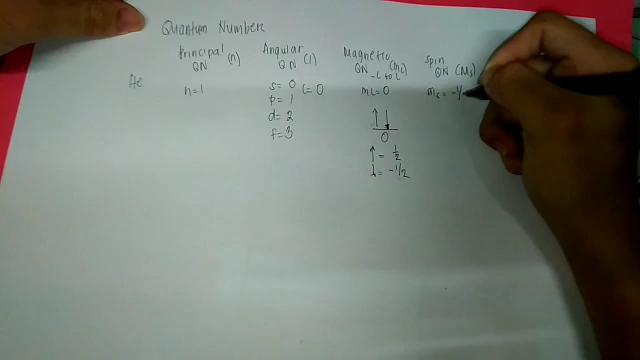 Quantum Numbers
Principal QN (n)
Angular QN (l)
Magnetic QN (ml)
-L to L
Spin QN (Ms)
He
n=1
s = 0 l = 0
p = 1
d = 2
f = 3
mL = 0
ms = -1/
↑ ↓
0
↑ = 1/2
↓ = -1/2